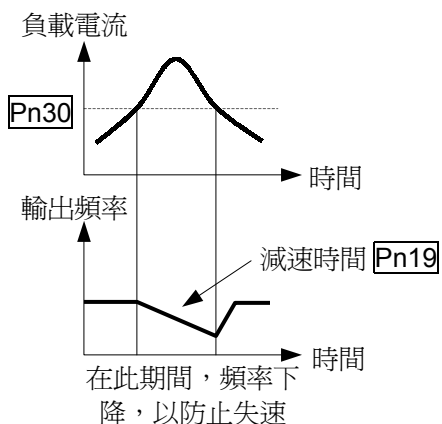 負載電流
Pn30
時間
輸出頻率
減速時間 Pn19
時間
在此期間，頻率下
降，以防止失速